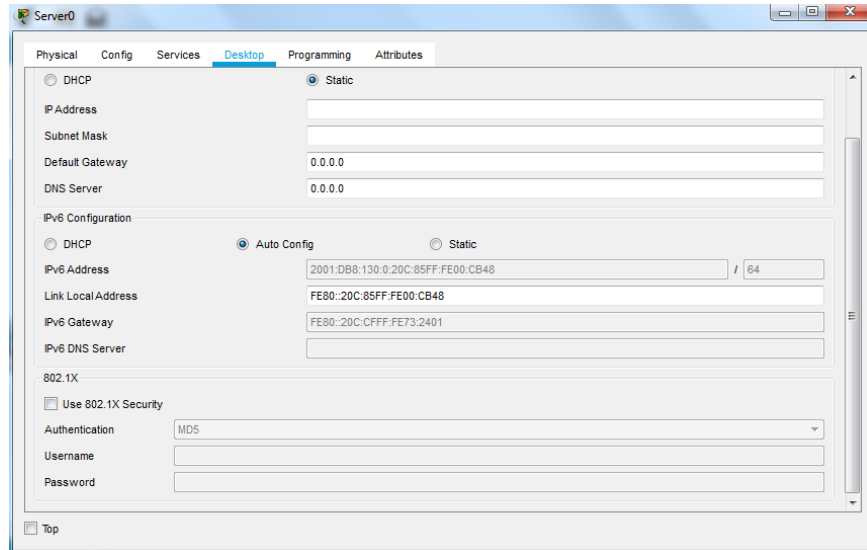 Server0
Physical Config Services Desktop Programming Attributes
DHCP Static
IP Address
Subnet Mask
Default Gateway 0.0.0.0
DNS Server 0.0.0.0
IPv6 Configuration
DHCP Auto Config Static
IPv6 Address 2001:DB8:130:0:20C:85FF:FE00:CB48 / 64
Link Local Address FE80::20C:85FF:FE00:CB48
IPv6 Gateway FE80::20C:CFFF:FE73:2401
IPv6 DNS Server
802.1X
Use 802.1X Security
Authentication MD5
Username
Password
Top